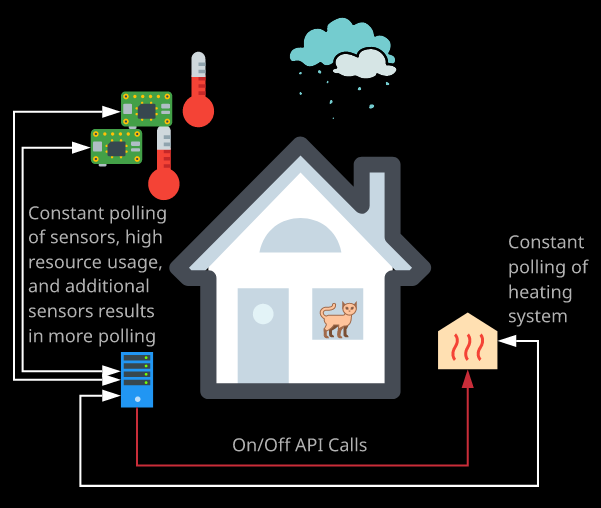 Constant polling
of sensors, high
resource usage,
and additional
sensors results
in more polling
Constant
polling of
heating
system
On/Off API Calls